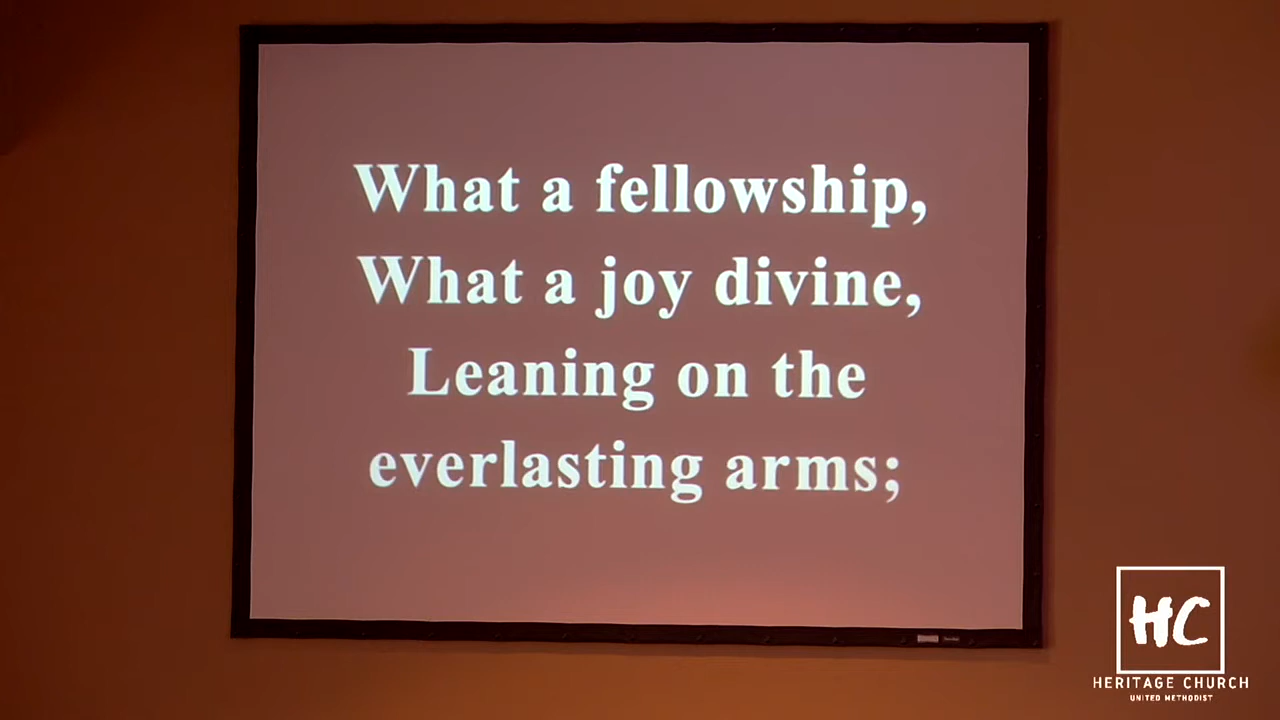 What a fellowship,
What a joy divine,
Leaning on the
everlasting arms;
HC
HERITAGE CHURCH
UNITED METHODIST